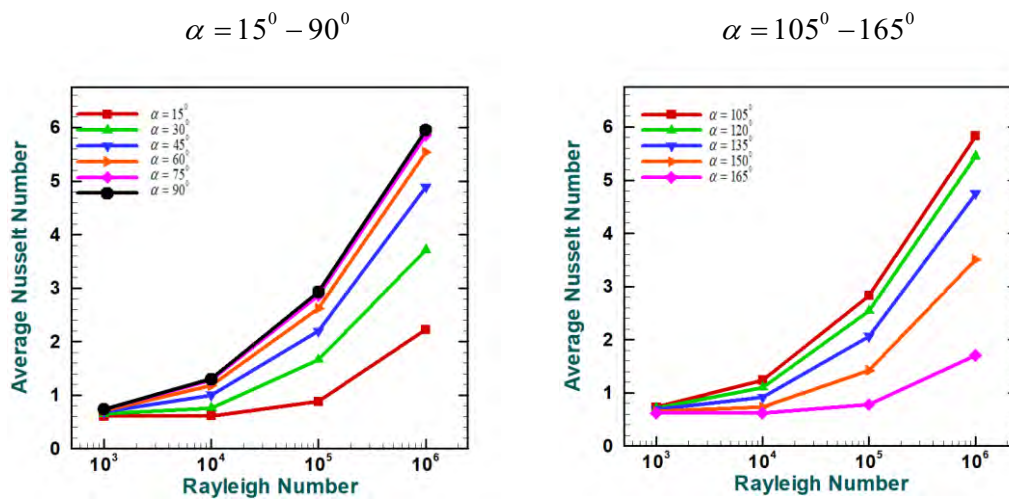 α = 15⁰ – 90⁰
Average Nusselt Number
6
5
4
3
2
1
0
α = 15⁰
α = 30⁰
α = 45⁰
α = 60⁰
α = 75⁰
α = 90⁰
10³ 10⁴ 10⁵ 10⁶
Rayleigh Number
α = 105⁰ – 165⁰
Average Nusselt Number
6
5
4
3
2
1
0
α = 105⁰
α = 120⁰
α = 135⁰
α = 150⁰
α = 165⁰
10³ 10⁴ 10⁵ 10⁶
Rayleigh Number